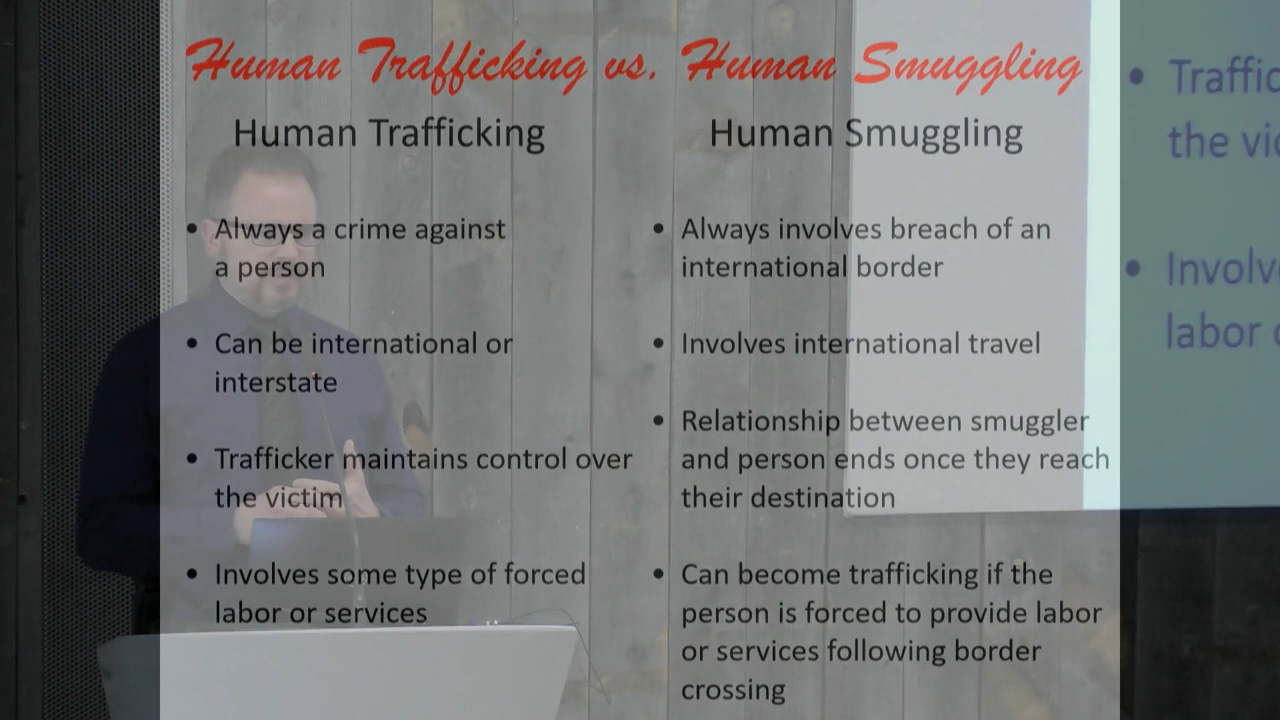 Human Trafficking vs. Human Smuggling
Human Trafficking
• Always a crime against
a person
• Can be international or
interstate
• Trafficker maintains control over
the victim
• Involves some type of forced
labor or services
Human Smuggling
• Always involves breach of an
international border
• Involves international travel
• Relationship between smuggler
and person ends once they reach
their destination
• Can become trafficking if the
person is forced to provide labor
or services following border
crossing
•
the
•
labor